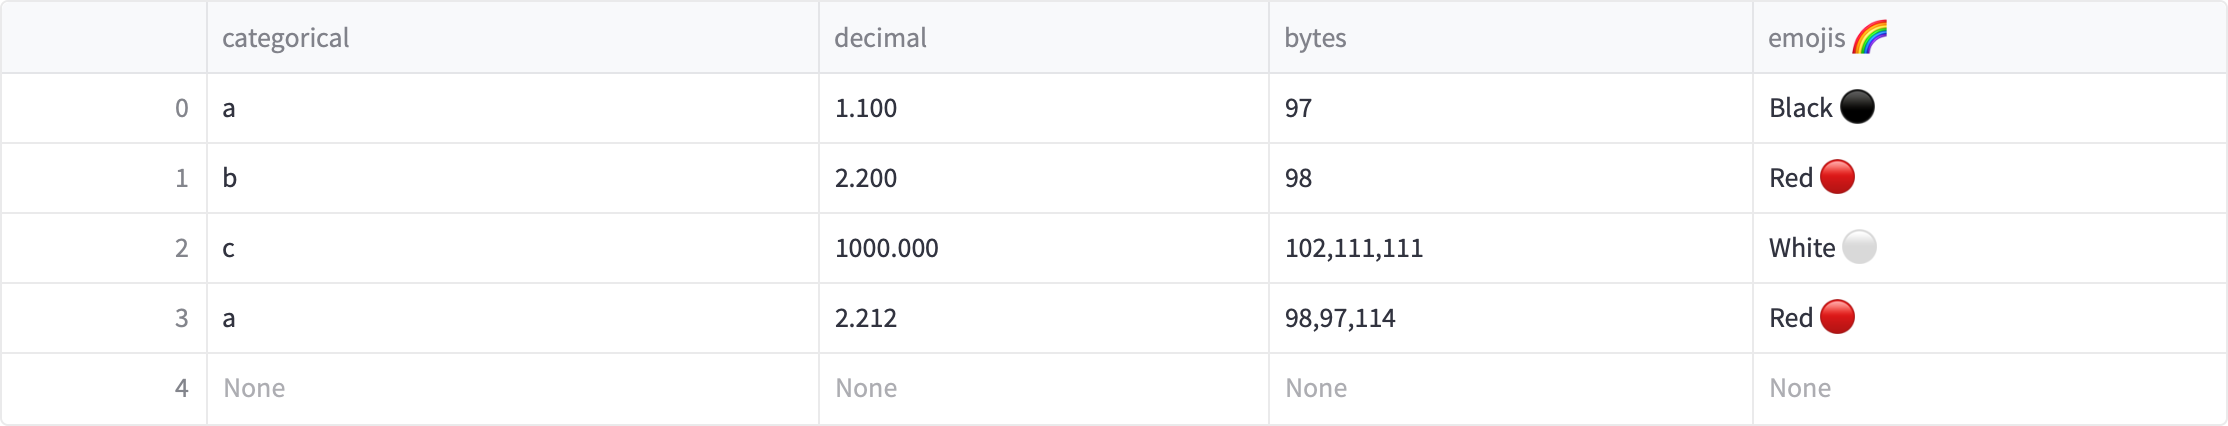 categorical decimal bytes emojis 🌈
0 a 1.100 97 Black ⚫
1 b 2.200 98 Red 🔴
2 c 1000.000 102,111,111 White ⚪
3 a 2.212 98,97,114 Red 🔴
4 None None None None